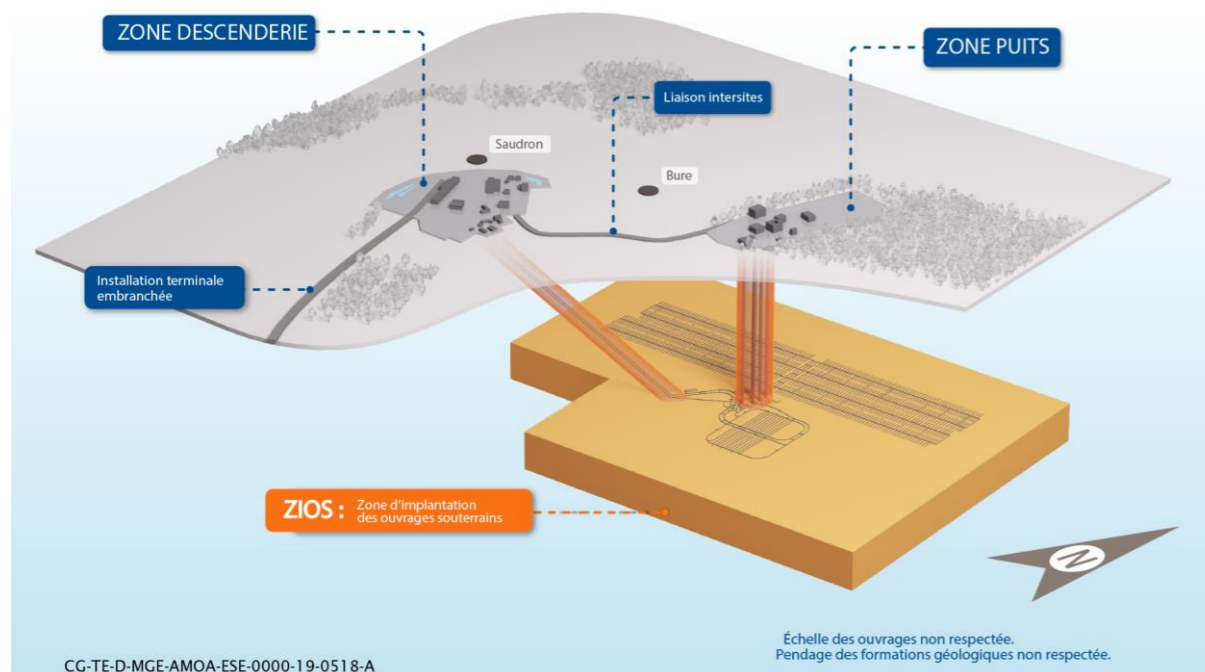 ZONE DESCENDERIE
ZONE PUITS
Liaison intersites
Saudron
Bure
Installation terminale
embranchée
ZIOS : Zone d'implantation
des ouvrages souterrains
N
Échelle des ouvrages non respectée.
Pendage des formations géologiques non respectée.
CG-TE-D-MGE-AMOA-ESE-0000-19-0518-A